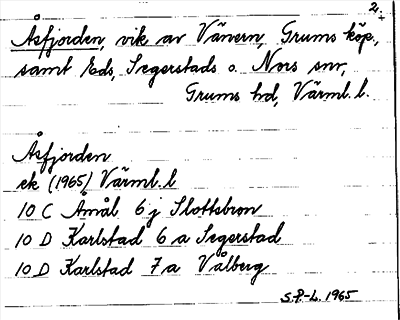 2.
Åsfjorden, vik av Vänern, Grums köp.,
samt Eds, Segerstads o. Nors snr,
Grums hd, Värml. l.
Åsfjorden
ek (1965) Värml. l
10 C Åmål 6 j Slottsbron
10 D Karlstad 6 a Segerstad
10 D Karlstad 7 a Vålberg
S.P-L. 1965